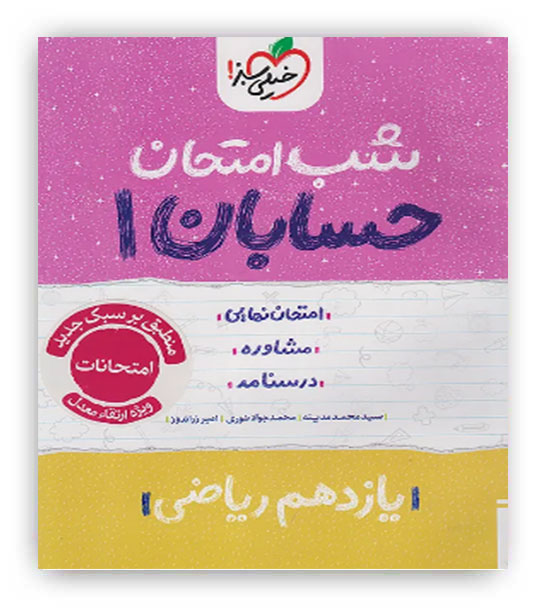 خیلی سبز!
شب امتحان
حسابان ۱
امتحان نهایی
مشاوره
درسنامه
سید محمد مدینه | محمدجواد نوری | امیر زراندوز
منطبق بر سبک جدید
امتحانات
ویژه ارتقاء معدل
یازدهم ریاضی